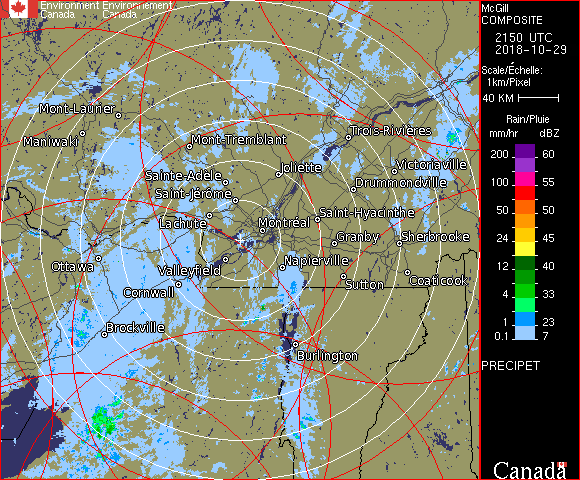 Environment Environnement
Canada Canada
McGill
COMPOSITE
2150 UTC
2018-10-29
Scale/Échelle:
1km/Pixel
40 KM
Rain/Pluie
mm/hr dBZ
200 60
100 55
50 50
24 45
12 40
4 33
1 23
0.1 7
PRECIPET
Canada
Mont-Laurier
Maniwaki
Mont-Tremblant
Trois-Rivières
Joliette
Victoriaville
Sainte-Adele
Drummondville
Saint-Jérôme
Lachute
Saint-Hyacinthe
Montréal
Granby
Sherbrooke
Ottawa
Valleyfield
Napierville
Cornwall
Sutton
Coaticook
Brockville
Burlington